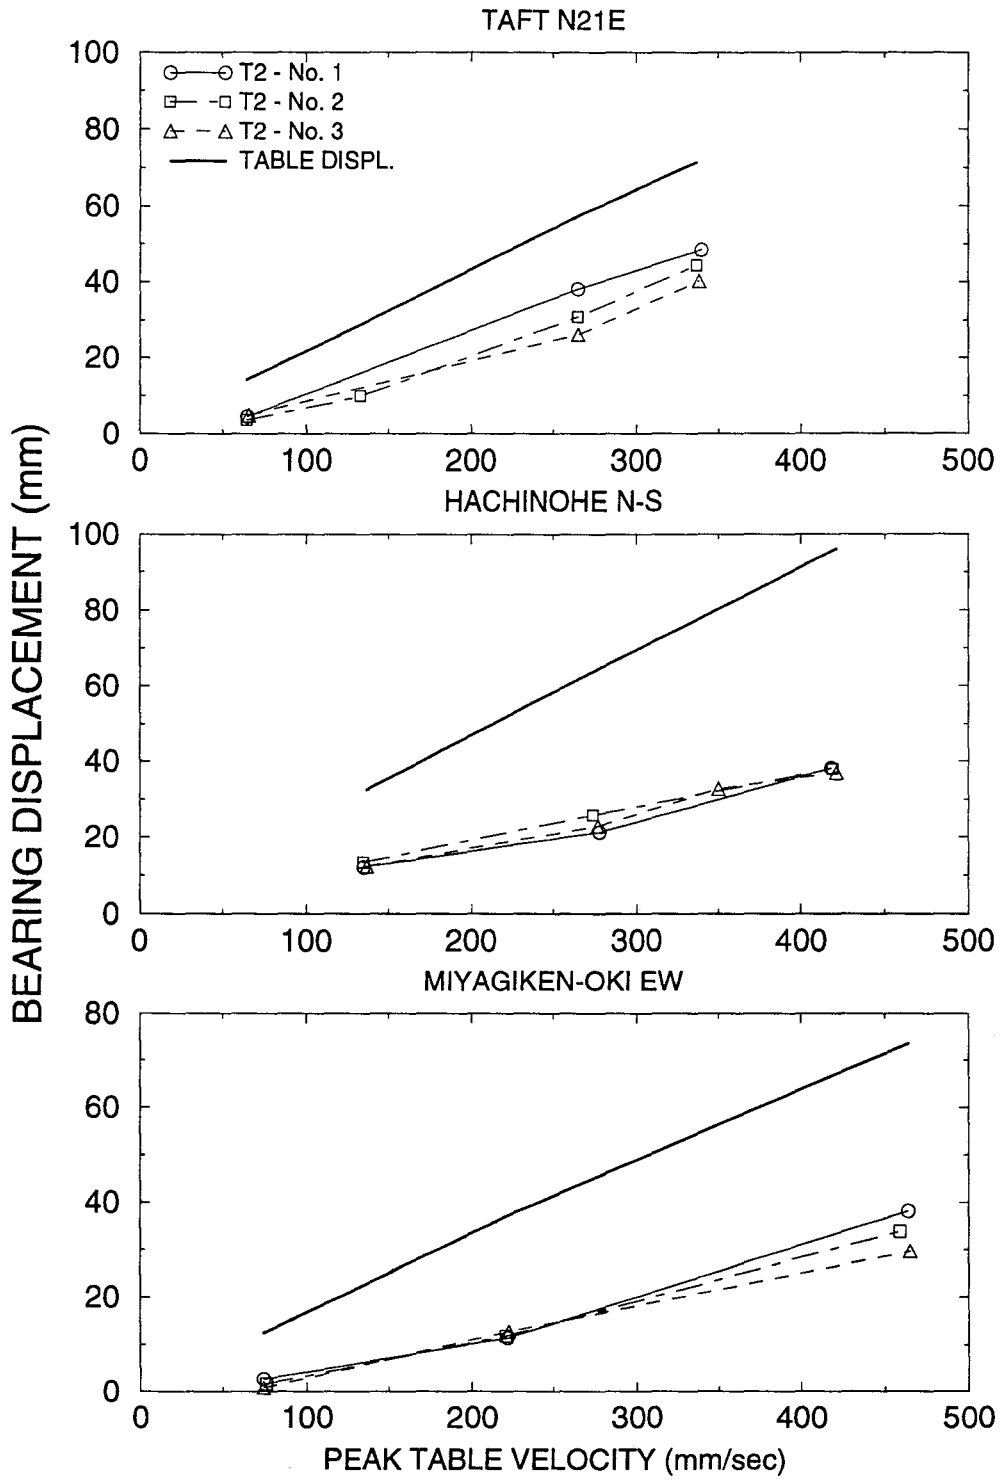 TAFT N21E
100
80
60
40
20
0
T2 - No. 1
T2 - No. 2
T2 - No. 3
TABLE DISPL.
0 100 200 300 400 500
HACHINOHE N-S
100
80
60
40
20
0
0 100 200 300 400 500
MIYAGIKEN-OKI EW
80
60
40
20
0
0 100 200 300 400 500
PEAK TABLE VELOCITY (mm/sec)
BEARING DISPLACEMENT (mm)